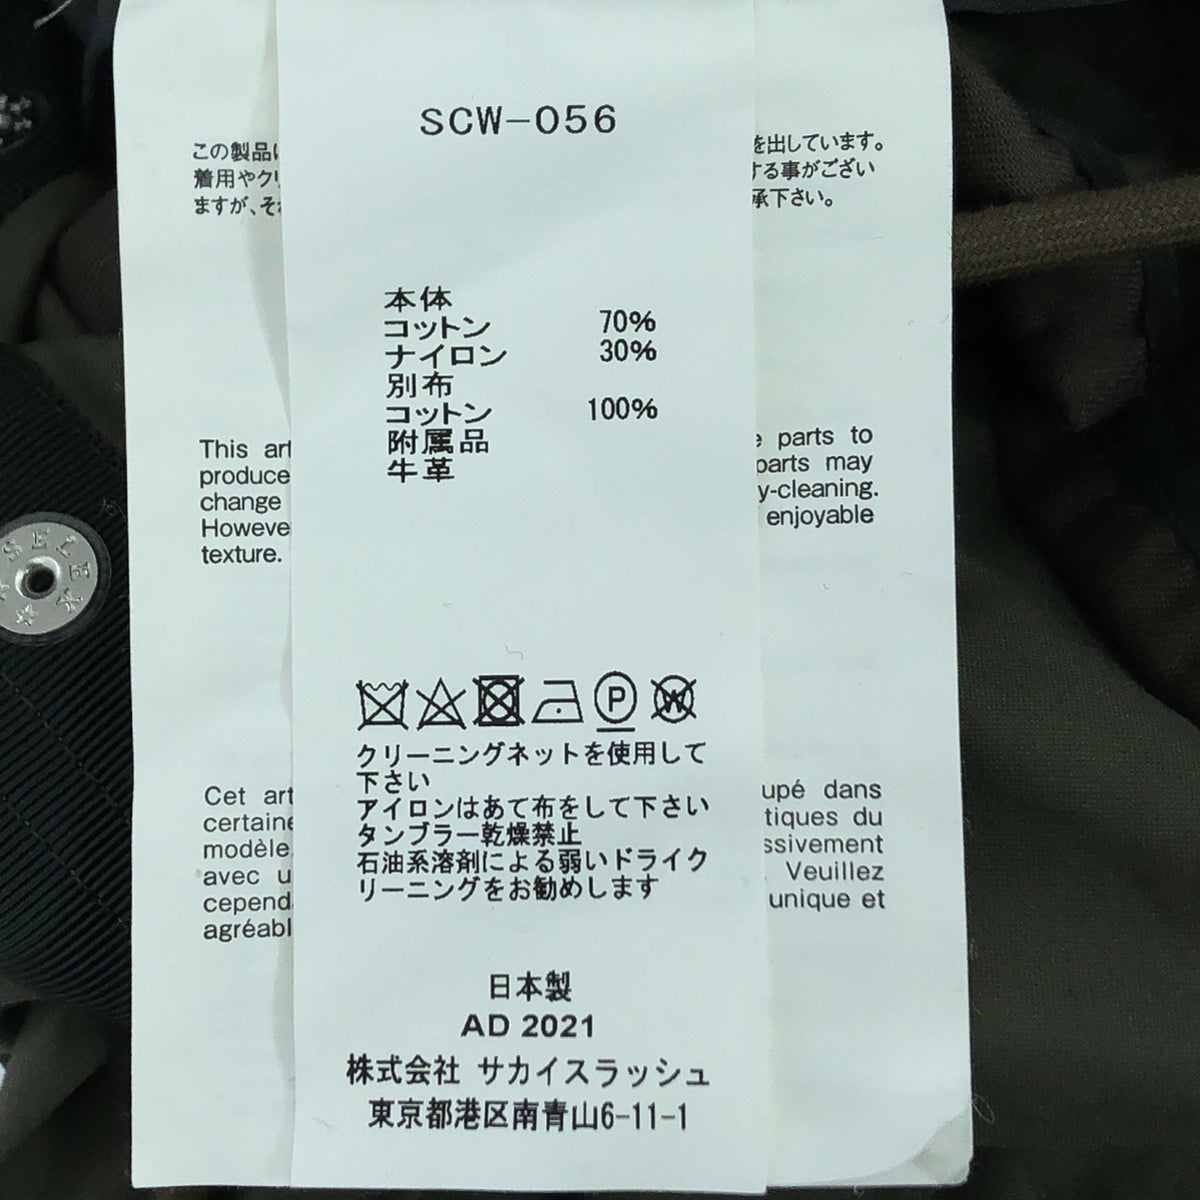 SCW-056
この製品
着用やク
ますが、そ
を出しています。
する事がござい
承下さい。
本体
コットン 70%
ナイロン 30%
別布
コットン 100%
附属品
牛革
This
produce
change
Howeve
texture.
parts to
parts may
y-cleaning.
enjoyable
SELE
P
W
クリーニングネットを使用して
下さい
アイロンはあて布をして下さい
タンブラー乾燥禁止
石油系溶剤による弱いドライク
リーニングをお勧めします
Cet
certaine
modèle
avec
cepend
agréabl
upé dans
tiques du
ssivement
. Veuillez
unique et
日本製
AD 2021
株式会社 サカイスラッシュ
東京都港区南青山6-11-1